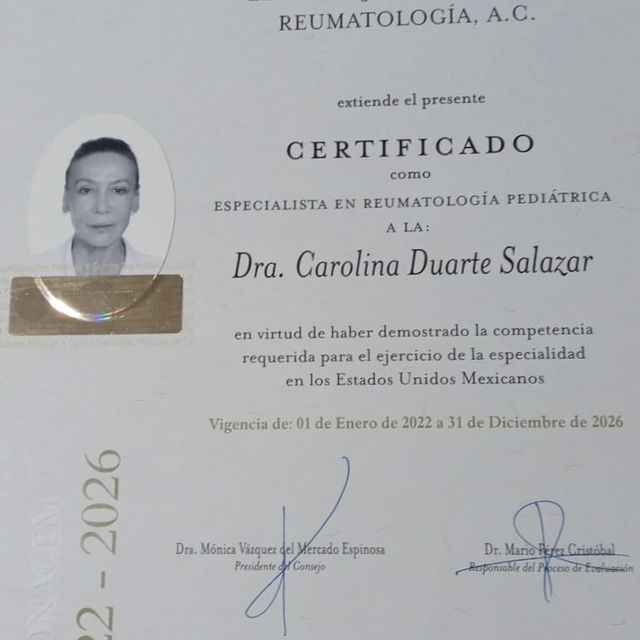 REUMATOLOGÍA, A.C.
extiende el presente
CERTIFICADO
como
ESPECIALISTA EN REUMATOLOGÍA PEDIÁTRICA
A LA:
Dra. Carolina Duarte Salazar
en virtud de haber demostrado la competencia
requerida para el ejercicio de la especialidad
en los Estados Unidos Mexicanos
Vigencia de: 01 de Enero de 2022 a 31 de Diciembre de 2026
22 - 2026
ONACEM
Dra. Mónica Vázquez del Mercado Espinosa
Presidente del Consejo
Dr. Mario Pérez Cristóbal
Responsable del Proceso de Evaluación